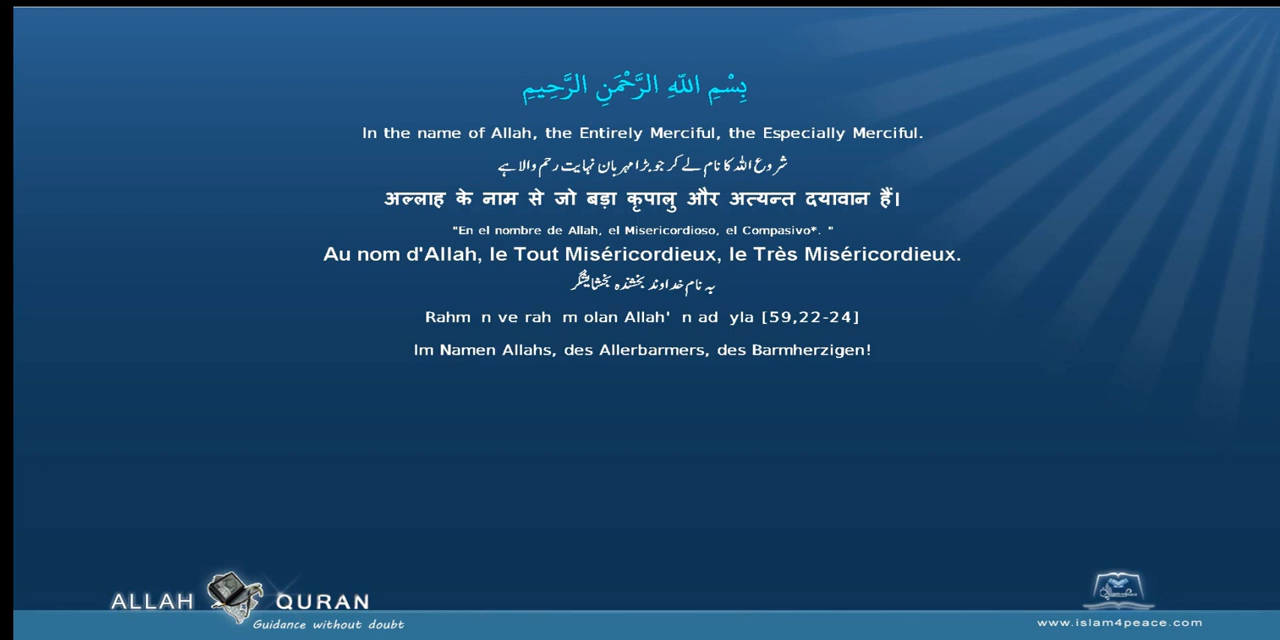 بِسْمِ اللّهِ الرَّحْمَنِ الرَّحِيمِ
In the name of Allah, the Entirely Merciful, the Especially Merciful.
شروع اللہ کا نام لے کر جو بڑا مہربان نہایت رحم والا ہے
अल्लाह के नाम से जो बड़ा कृपालु और अत्यन्त दयावान हैं।
"En el nombre de Allah, el Misericordioso, el Compasivo*. "
Au nom d'Allah, le Tout Miséricordieux, le Très Miséricordieux.
به نام خداوند بخشنده بخشایشگر
Rahm n ve rah m olan Allah' n ad yla [59,22-24]
Im Namen Allahs, des Allerbarmers, des Barmherzigen!
ALLAH QURAN
Guidance without doubt
www.islam4peace.com